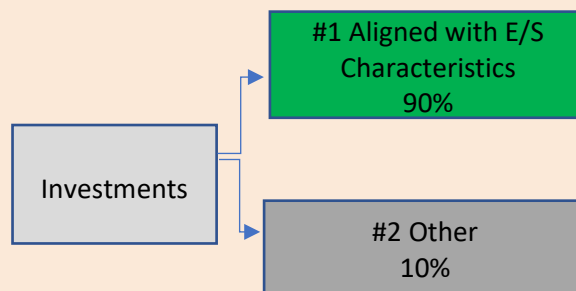 #1 Aligned with E/S
Characteristics
90%
Investments
#2 Other
10%